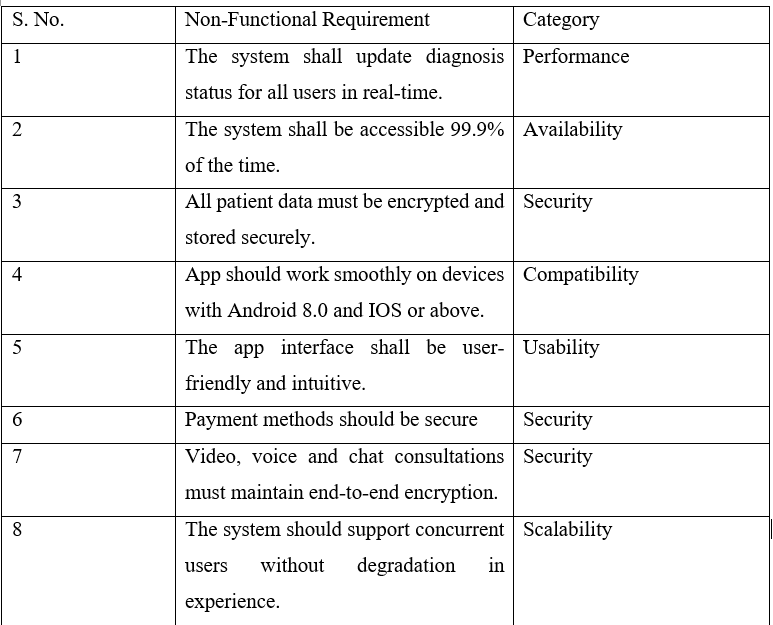 S. No. Non-Functional Requirement Category
1 The system shall update diagnosis Performance
status for all users in real-time.
2 The system shall be accessible 99.9% Availability
of the time.
3 All patient data must be encrypted and Security
stored securely.
4 App should work smoothly on devices Compatibility
with Android 8.0 and IOS or above.
5 The app interface shall be user- Usability
friendly and intuitive.
6 Payment methods should be secure Security
7 Video, voice and chat consultations Security
must maintain end-to-end encryption.
8 The system should support concurrent Scalability
users without degradation in
experience.